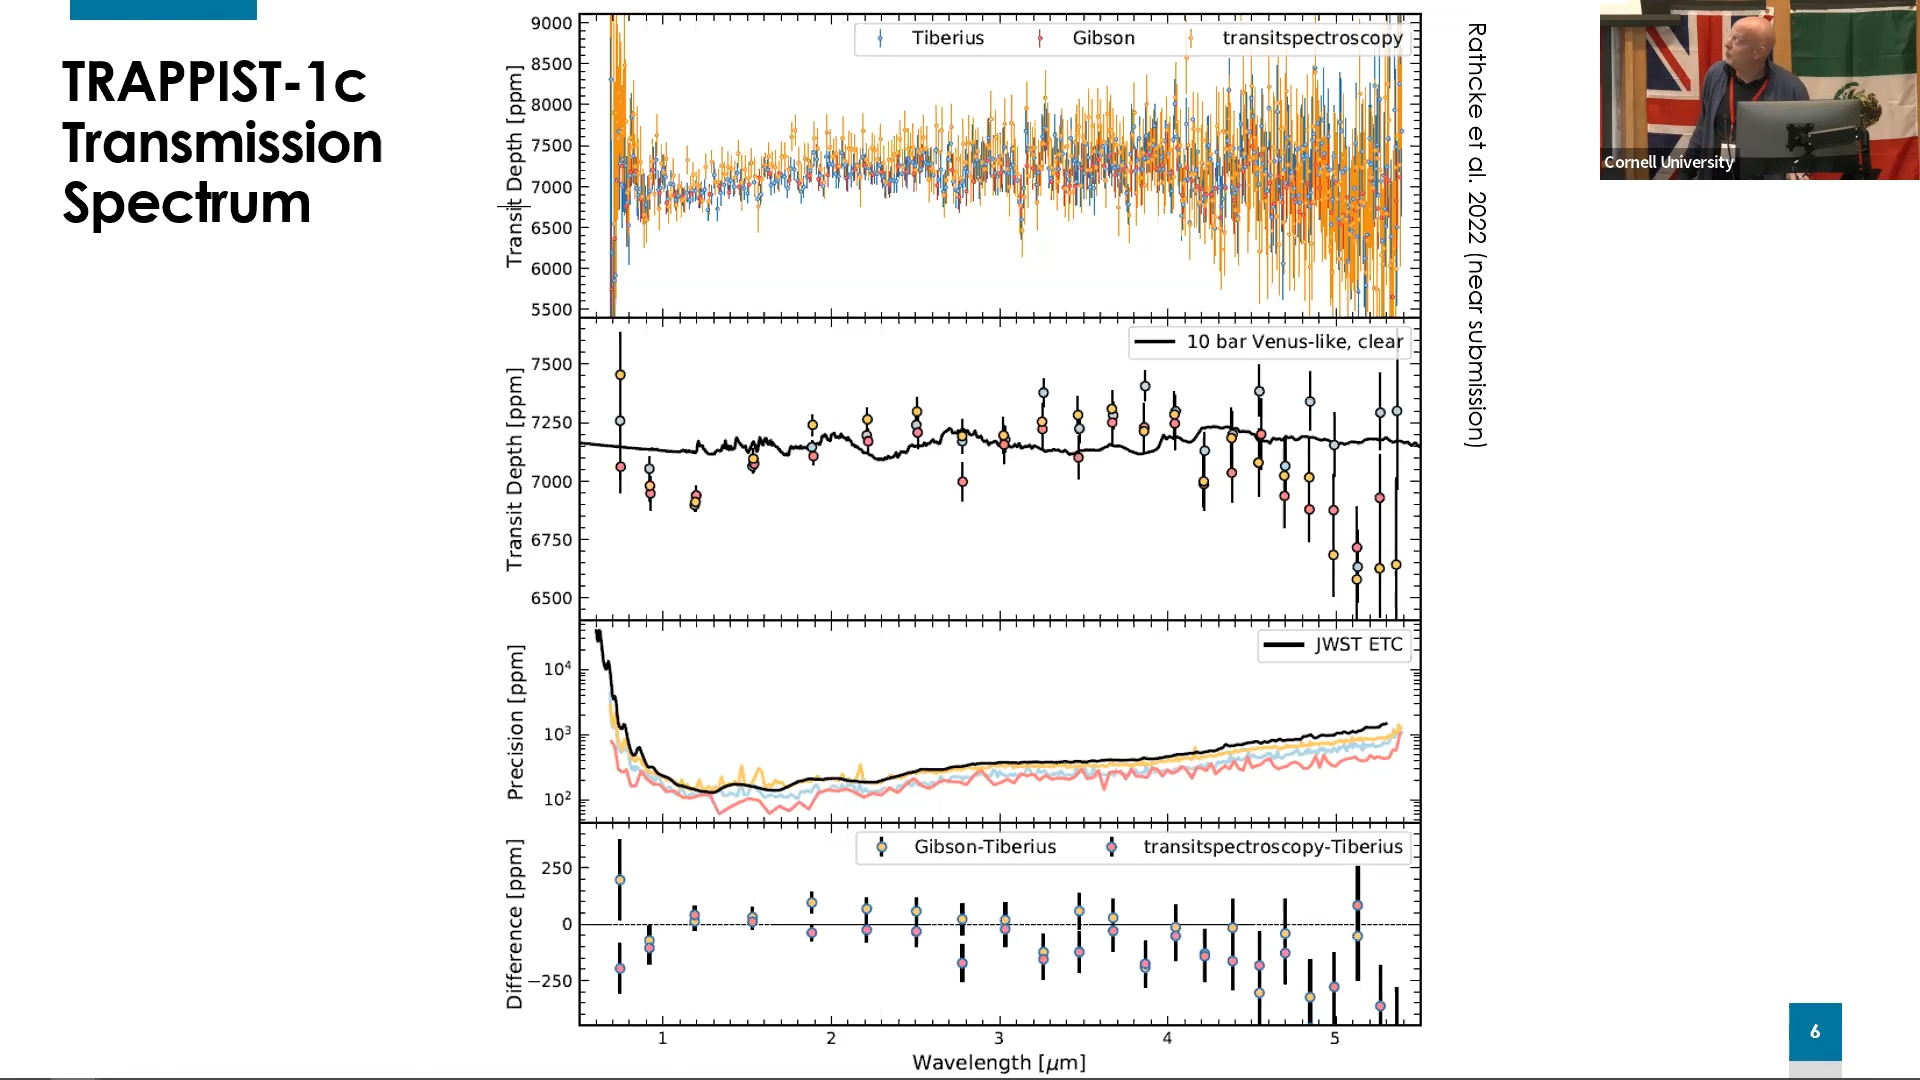 TRAPPIST-1c
Transmission
Spectrum
Tiberius
Gibson
transitspectroscopy
Transit Depth [ppm]
9000
8500
8000
7500
7000
6500
6000
5500
10 bar Venus-like, clear
Transit Depth [ppm]
7500
7250
7000
6750
6500
JWST ETC
Precision [ppm]
10⁴
10³
10²
Gibson-Tiberius
transitspectroscopy-Tiberius
Difference [ppm]
250
0
−250
1
2
3
4
5
Wavelength [μm]
Rathcke et al. 2022 (near submission)
Cornell University
6